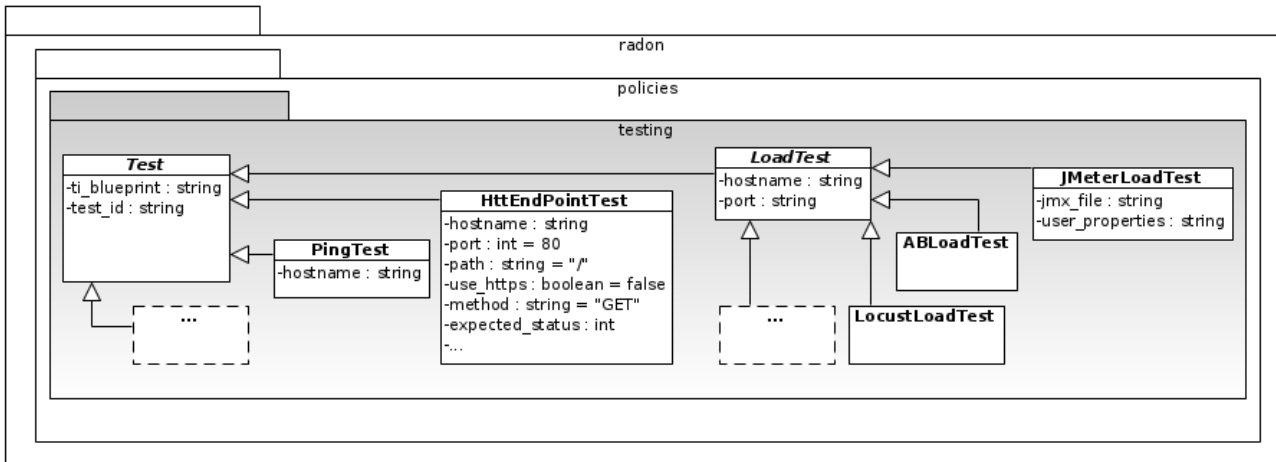 radon
policies
testing
Test
-ti_blueprint : string
-test_id : string
LoadTest
-hostname : string
-port : string
JMeterLoadTest
-jmx_file : string
-user_properties : string
HttEndPointTest
-hostname : string
-port : int = 80
-path : string = "/"
-use_https : boolean = false
-method : string = "GET"
-expected_status : int
-...
PingTest
-hostname : string
ABLoadTest
...
...
LocustLoadTest